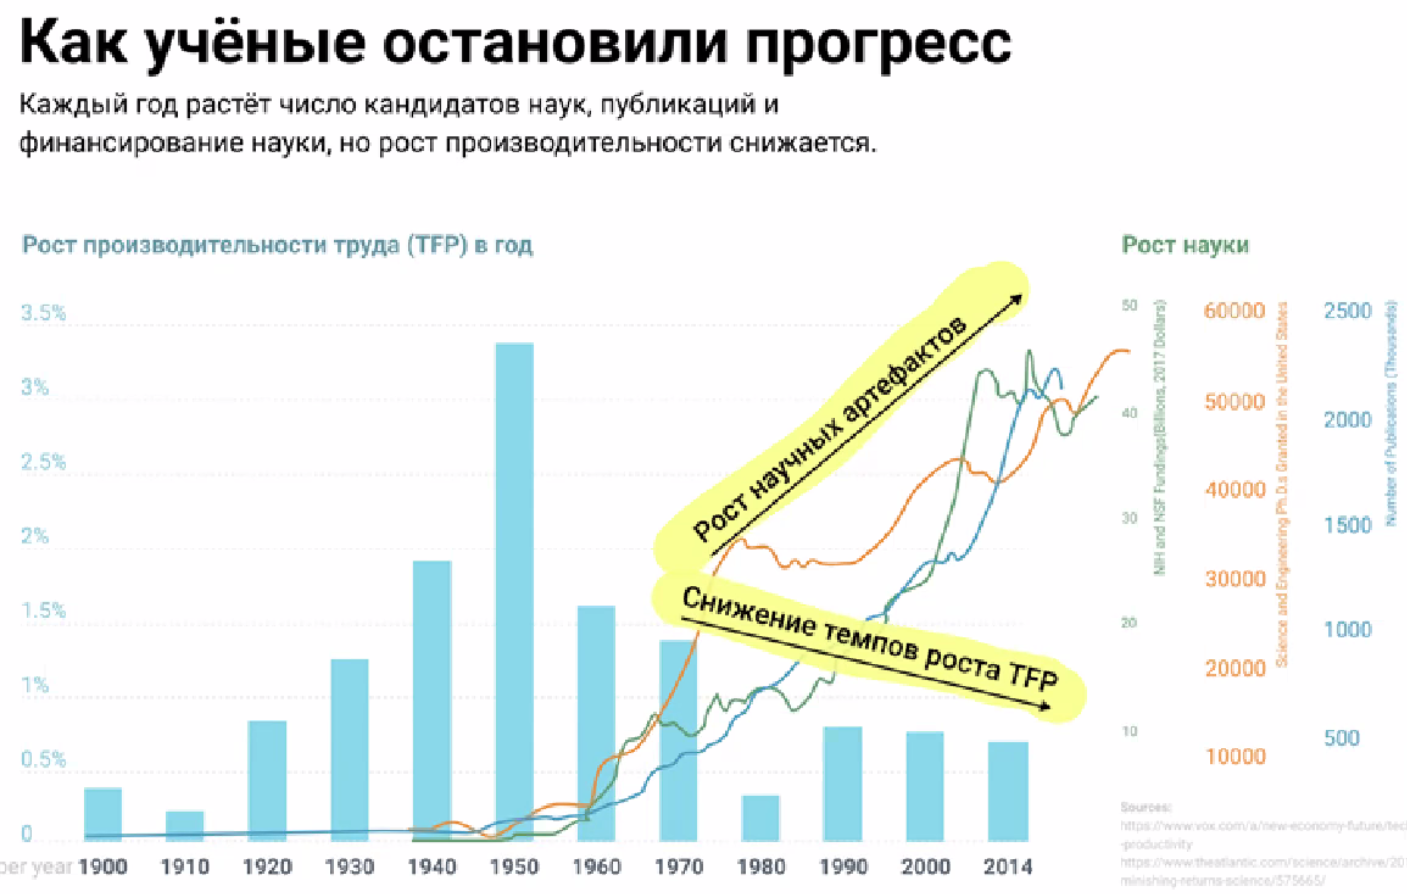 Как учёные остановили прогресс
Каждый год растёт число кандидатов наук, публикаций и
финансирование науки, но рост производительности снижается.
Рост производительности труда (TFP) в год
Рост науки
3.5%
3%
2.5%
2%
1.5%
1%
0.5%
0
Рост научных артефактов
Снижение темпов роста TFP
50
40
30
20
10
NIH and NSF Fundings(Billions, 2017 Dollars)
60000
50000
40000
30000
20000
10000
Science and Engineering Ph.D.s Granted in the United States
2500
2000
1500
1000
500
Number of Publications (Thousands)
per year 1900 1910 1920 1930 1940 1950 1960 1970 1980 1990 2000 2014
Sources:
https://www.vox.com/a/new-economy-future/tec
-productivity
https://www.theatlantic.com/science/archive/20
minishing-returns-science/575665/